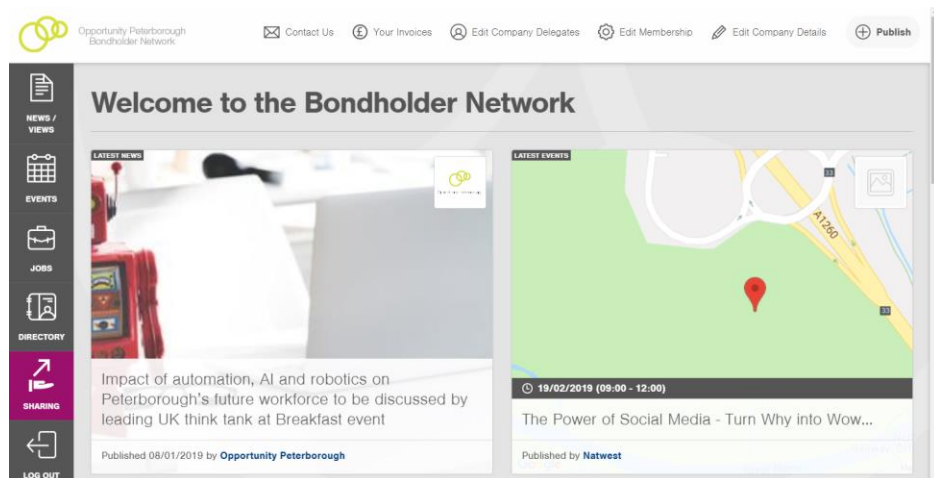 Opportunity Peterborough
Bondholder Network
Contact Us
Your Invoices
Edit Company Delegates
Edit Membership
Edit Company Details
Publish
NEWS /
VIEWS
EVENTS
JOBS
DIRECTORY
SHARING
LOG OUT
Welcome to the Bondholder Network
LATEST NEWS
Impact of automation, AI and robotics on
Peterborough's future workforce to be discussed by
leading UK think tank at Breakfast event
Published 08/01/2019 by Opportunity Peterborough
LATEST EVENTS
33
A1260
33
19/02/2019 (09:00 - 12:00)
The Power of Social Media - Turn Why into Wow...
Published by Natwest